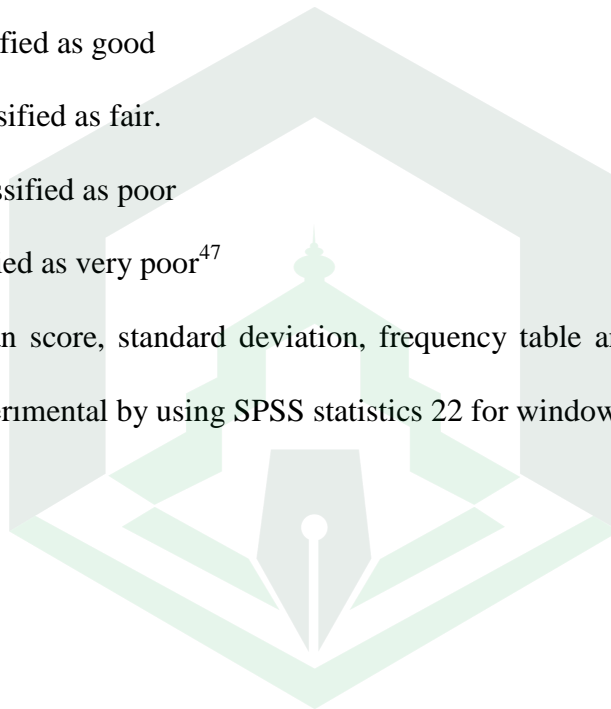 fied as good
sified as fair.
ssified as poor
ied as very poor47
n score, standard deviation, frequency table
erimental by using SPSS statistics 22 for window